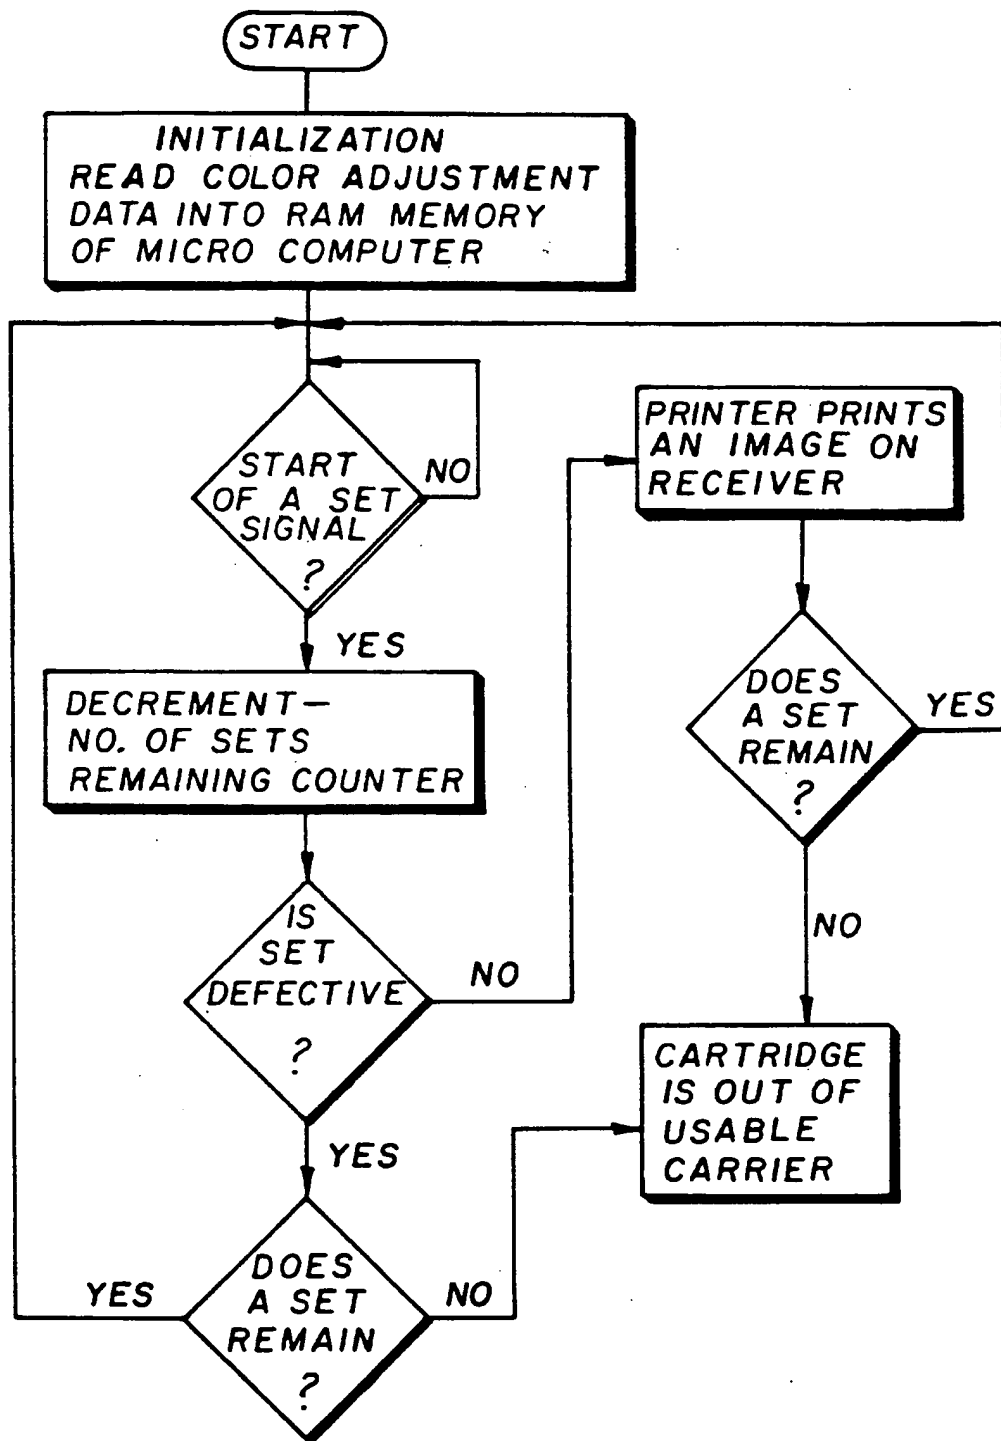 START
INITIALIZATION
READ COLOR ADJUSTMENT
DATA INTO RAM MEMORY
OF MICRO COMPUTER
START
OF A SET
SIGNAL
?
NO
YES
DECREMENT—
NO. OF SETS
REMAINING COUNTER
IS
SET
DEFECTIVE
?
NO
YES
DOES
A SET
REMAIN
?
YES
NO
PRINTER PRINTS
AN IMAGE ON
RECEIVER
DOES
A SET
REMAIN
?
YES
NO
CARTRIDGE
IS OUT OF
USABLE
CARRIER